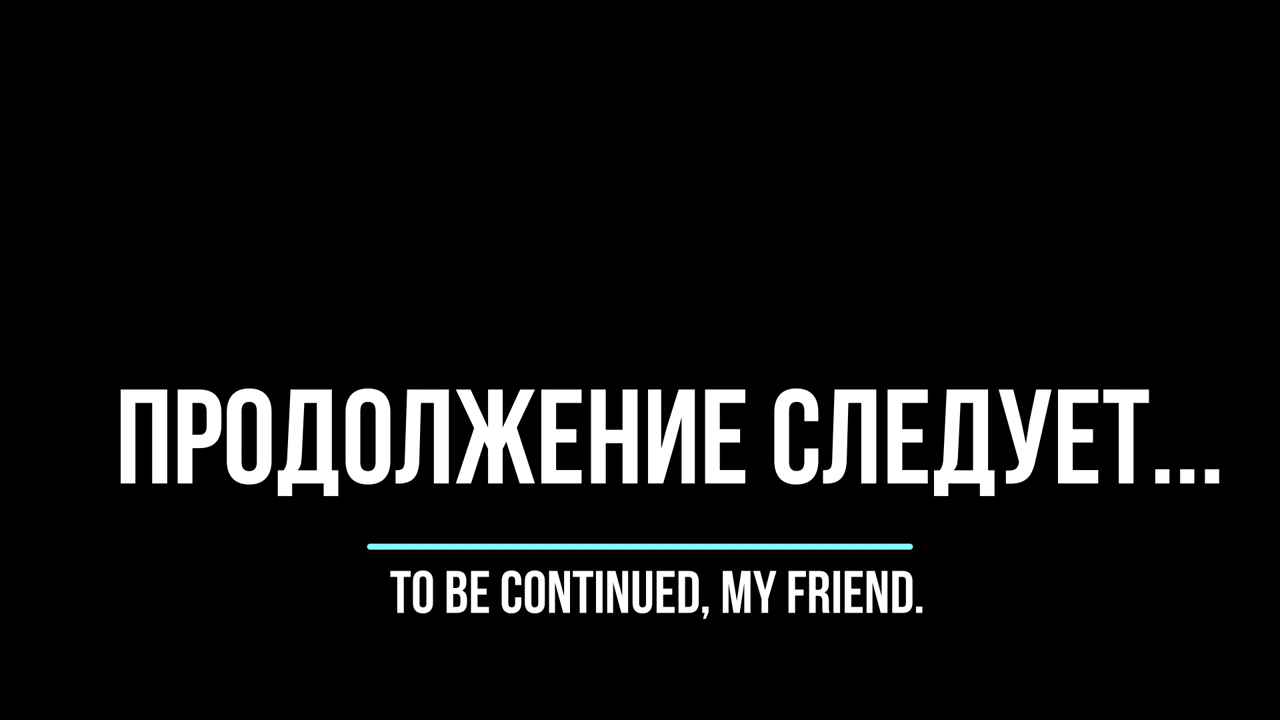 ПРОДОЛЖЕНИЕ СЛЕДУЕТ...
TO BE CONTINUED, MY FRIEND.